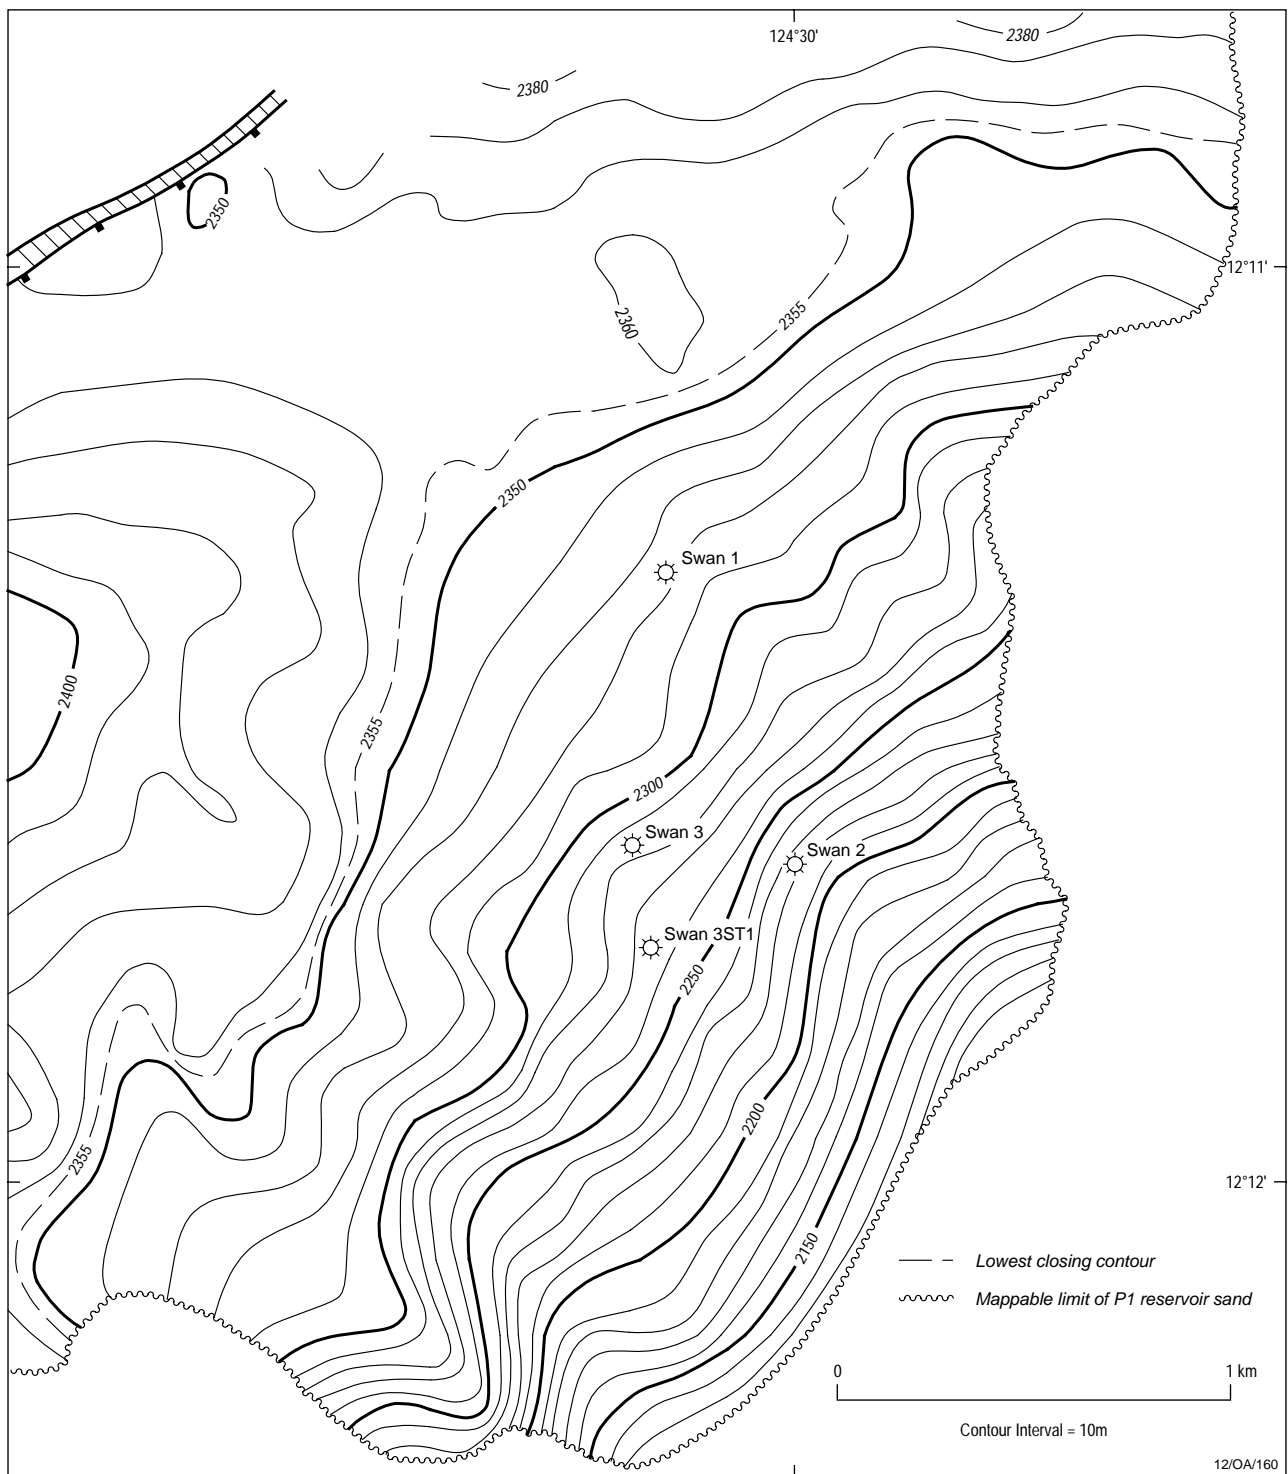 124°30'
2380
2380
2350
12°11'
2355
2360
2350
Swan 1
2400
2355
2300
Swan 3
Swan 2
Swan 3ST1
2250
2200
2355
12°12'
2150
Lowest closing contour
Mappable limit of P1 reservoir sand
0
1 km
Contour Interval = 10m
12/OA/160